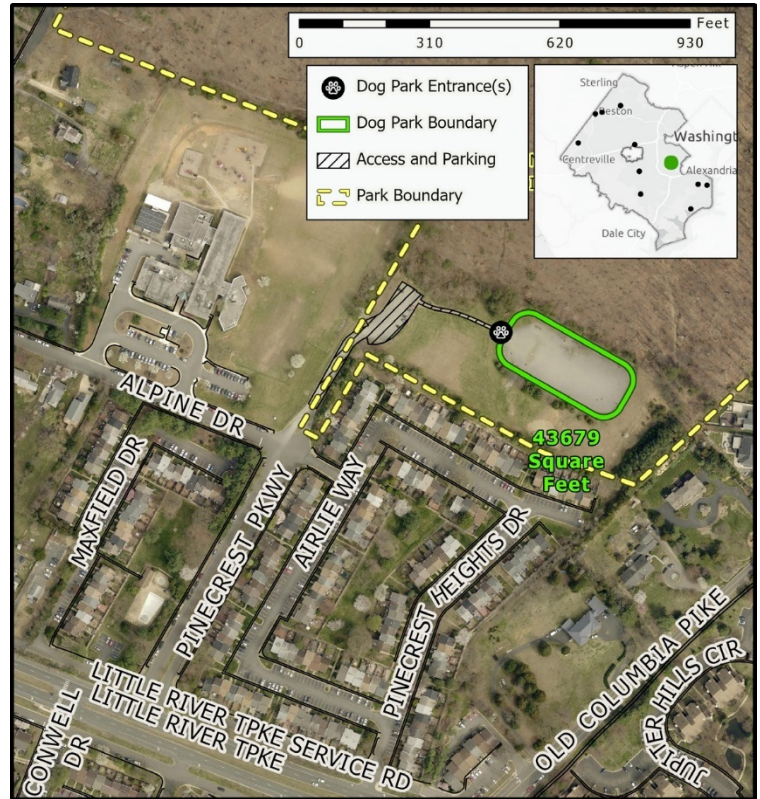 Feet
0 310 620 930
Dog Park Entrance(s)
Dog Park Boundary
Access and Parking
Park Boundary
Sterling
Reston
Washingt
Centreville
Alexandria
Dale City
43679
Square
Feet
ALPINE DR
MAXFIELD DR
PINECREST PKWY
AIRLIE WAY
PINECREST HEIGHTS DR
OLD COLUMBIA PIKE
JUPITER HILLS CIR
LITTLE RIVER TPKE SERVICE RD
LITTLE RIVER TPKE
CONWELL
DR